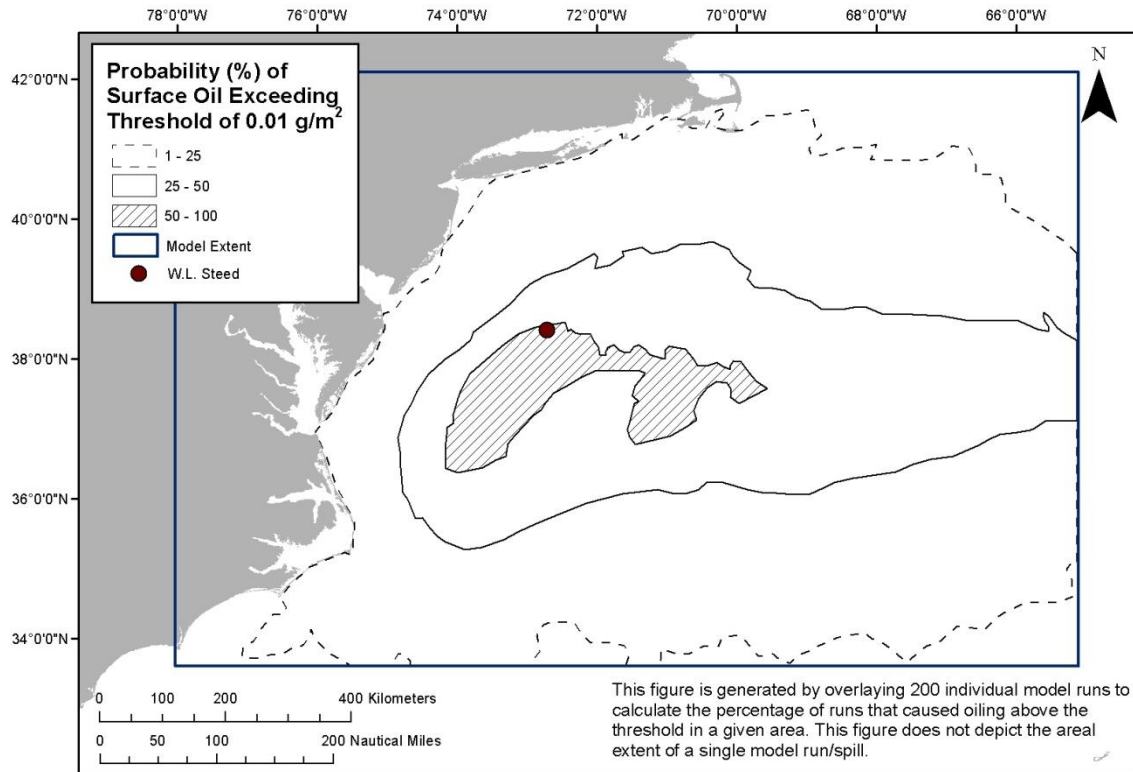 78°0'0"W 76°0'0"W 74°0'0"W 72°0'0"W 70°0'0"W 68°0'0"W 66°0'0"W
N
42°0'0"N
40°0'0"N
38°0'0"N
36°0'0"N
34°0'0"N
Probability (%) of
Surface Oil Exceeding
Threshold of 0.01 g/m²
1 - 25
25 - 50
50 - 100
Model Extent
W.L. Steed
0 100 200 400 Kilometers
0 50 100 200 Nautical Miles
This figure is generated by overlaying 200 individual model runs to
calculate the percentage of runs that caused oiling above the
threshold in a given area. This figure does not depict the areal
extent of a single model run/spill.